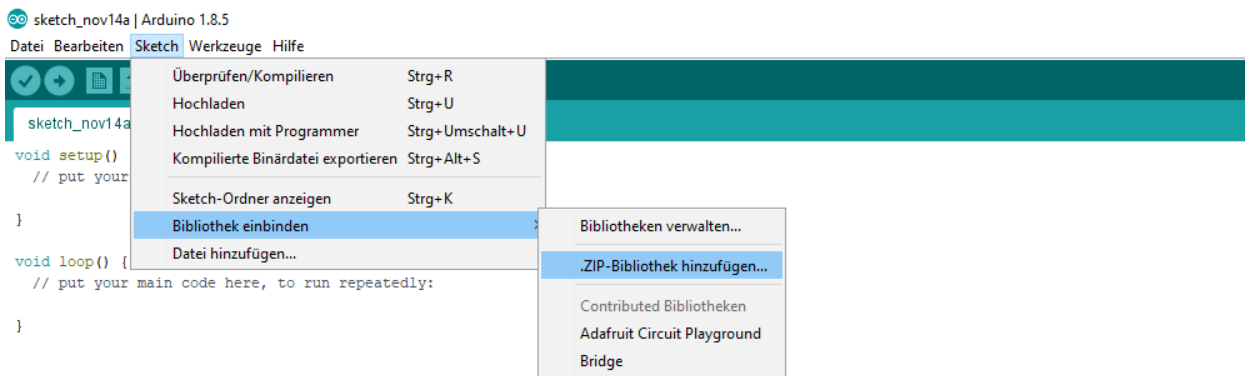 sketch_nov14a | Arduino 1.8.5
Datei Bearbeiten Sketch Werkzeuge Hilfe
sketch_nov14a
Überprüfen/Kompilieren Strg+R
Hochladen Strg+U
Hochladen mit Programmer Strg+Umschalt+U
Kompilierte Binärdatei exportieren Strg+Alt+S
Sketch-Ordner anzeigen Strg+K
Bibliothek einbinden
Datei hinzufügen...
Bibliotheken verwalten...
.ZIP-Bibliothek hinzufügen...
Contributed Bibliotheken
Adafruit Circuit Playground
Bridge
void setup()
// put your
}
void loop() {
// put your main code here, to run repeatedly:
}